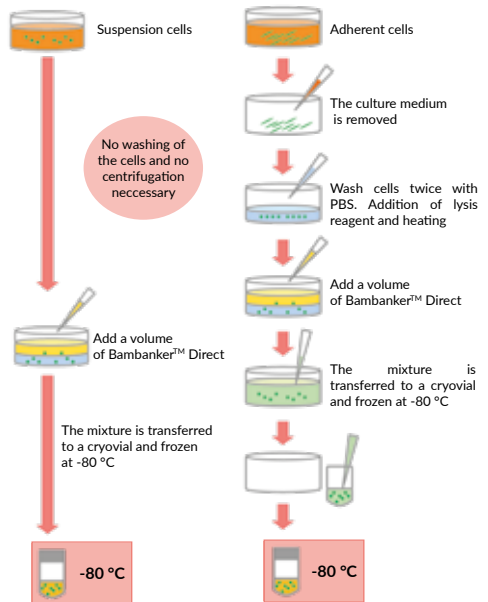 Suspension cells
No washing of
the cells and no
centrifugation
neccessary
Add a volume
of Bambanker™ Direct
The mixture is transferred
to a cryovial and frozen
at -80 °C
-80 °C
Adherent cells
The culture medium
is removed
Wash cells twice with
PBS. Addition of lysis
reagent and heating
Add a volume
of Bambanker™ Direct
The mixture is
transferred to a cryovial
and frozen at -80 °C
-80 °C